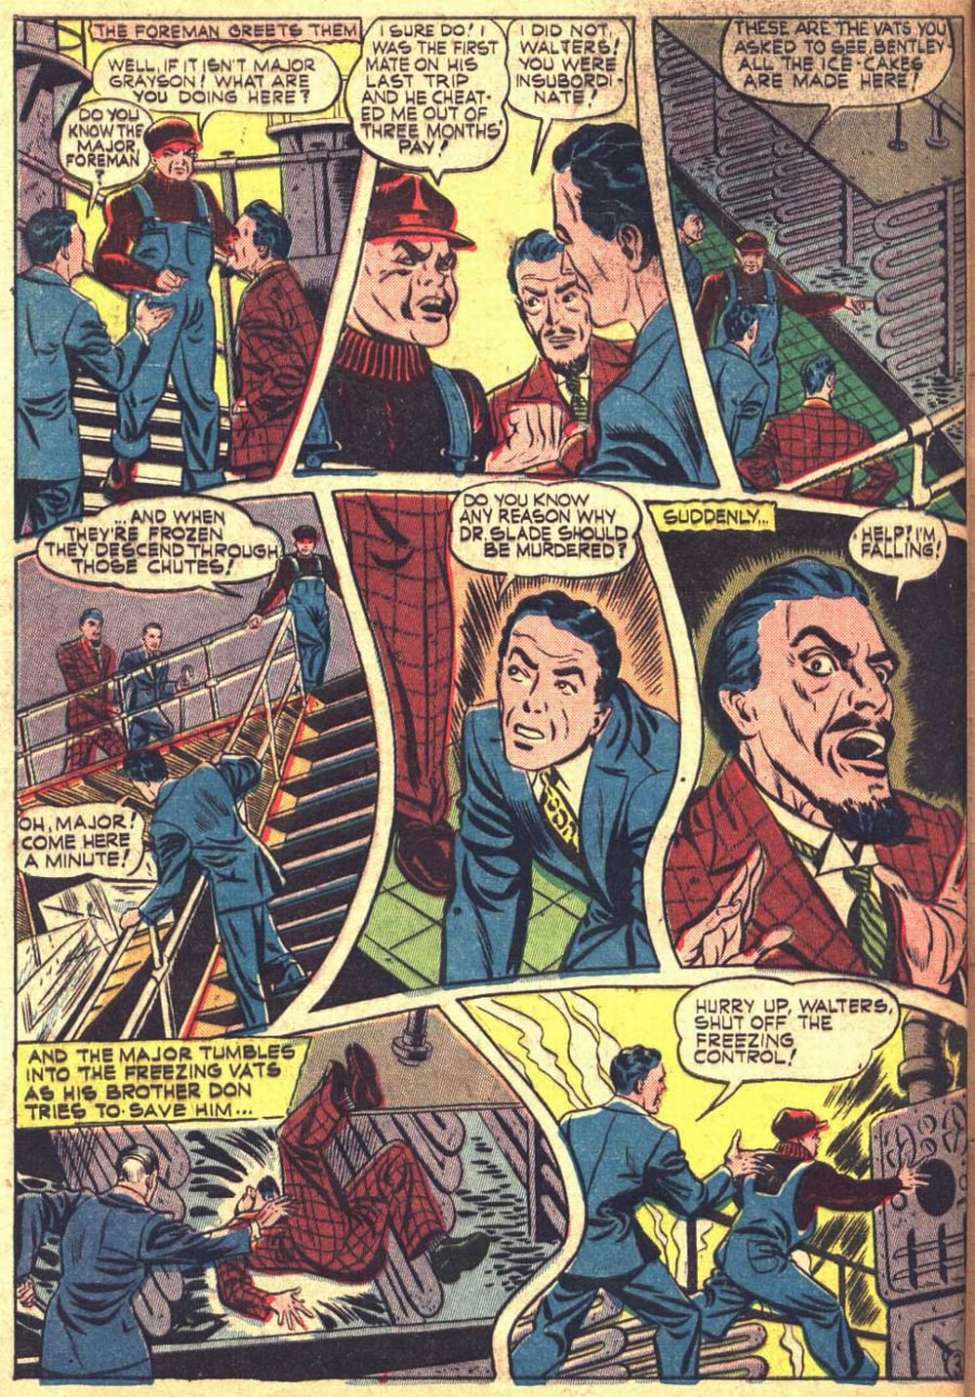 THE FOREMAN GREETS THEM
WELL, IF IT ISN'T MAJOR
GRAYSON! WHAT ARE
YOU DOING HERE?
DO YOU
KNOW THE
MAJOR,
FOREMAN
?
I SURE DO! I
WAS THE FIRST
MATE ON HIS
LAST TRIP
AND HE CHEAT-
ED ME OUT OF
THREE MONTHS'
PAY!
I DID NOT,
WALTERS!
YOU WERE
INSUBORDI-
NATE!
THESE ARE THE VATS YOU
ASKED TO SEE, BENTLEY-
ALL THE ICE-CAKES
ARE MADE HERE!
...AND WHEN
THEY'RE FROZEN
THEY DESCEND THROUGH
THOSE CHUTES!
OH, MAJOR!
COME HERE
A MINUTE!
DO YOU KNOW
ANY REASON WHY
DR. SLADE SHOULD
BE MURDERED?
SUDDENLY...
HELP! I'M
FALLING!
AND THE MAJOR TUMBLES
INTO THE FREEZING VATS
AS HIS BROTHER DON
TRIES TO SAVE HIM...
HURRY UP, WALTERS,
SHUT OFF THE
FREEZING
CONTROL!
3